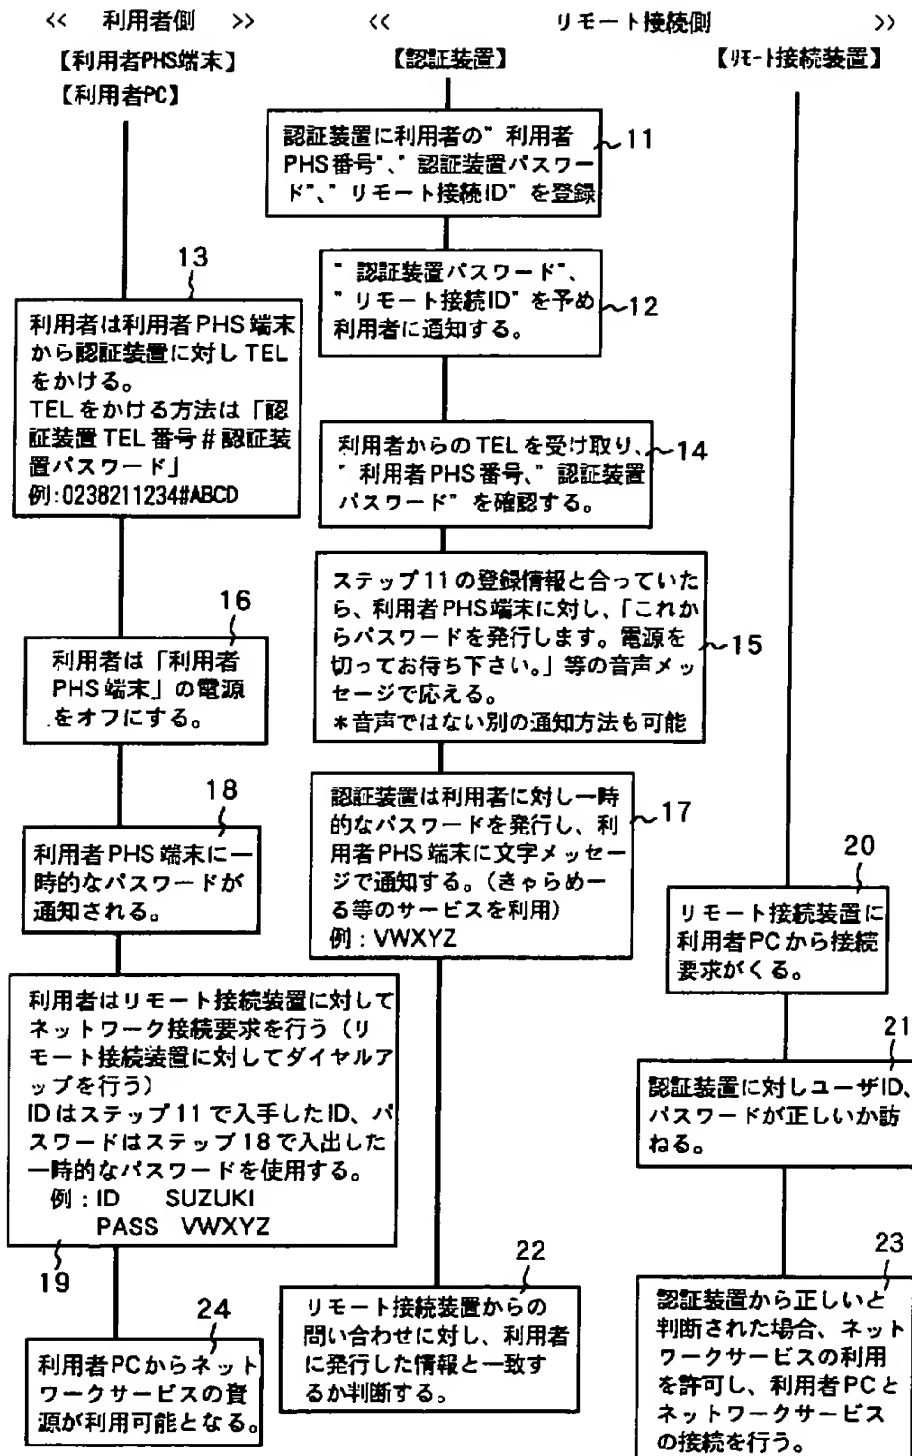 << 利用者側 >>
<< リモート接続側 >>
【利用者PHS端末】
【利用者PC】
【認証装置】
【リモート接続装置】
認証装置に利用者の"利用者
PHS番号"、"認証装置パスワー
ド"、"リモート接続ID"を登録
11
"認証装置パスワード"、
"リモート接続ID"を予め
利用者に通知する。
12
13
利用者は利用者PHS端末
から認証装置に対しTEL
をかける。
TELをかける方法は「認
証装置TEL番号#認証装
置パスワード」
例:0238211234#ABCD
利用者からのTELを受け取り、
"利用者PHS番号、"認証装置
パスワード"を確認する。
14
ステップ11の登録情報と合っていた
ら、利用者PHS端末に対し、「これか
らパスワードを発行します。電源を
切ってお待ち下さい。」等の音声メッ
セージで応える。
*音声ではない別の通知方法も可能
15
16
利用者は「利用者
PHS端末」の電源
をオフにする。
認証装置は利用者に対し一時
的なパスワードを発行し、利
用者PHS端末に文字メッセー
ジで通知する。(きゃらめー
る等のサービスを利用)
例:VWXYZ
17
18
利用者PHS端末に一
時的なパスワードが
通知される。
利用者はリモート接続装置に対して
ネットワーク接続要求を行う(リ
モート接続装置に対してダイヤルア
ップを行う)
IDはステップ11で入手したID、パ
スワードはステップ18で入出した
一時的なパスワードを使用する。
例:ID SUZUKI
PASS VWXYZ
19
20
リモート接続装置に
利用者PCから接続
要求がくる。
21
認証装置に対しユーザID、
パスワードが正しいか訪
ねる。
22
リモート接続装置からの
問い合わせに対し、利用者
に発行した情報と一致す
るか判断する。
23
認証装置から正しいと
判断された場合、ネット
ワークサービスの利用
を許可し、利用者PCと
ネットワークサービス
の接続を行う。
24
利用者PCからネット
ワークサービスの資
源が利用可能となる。